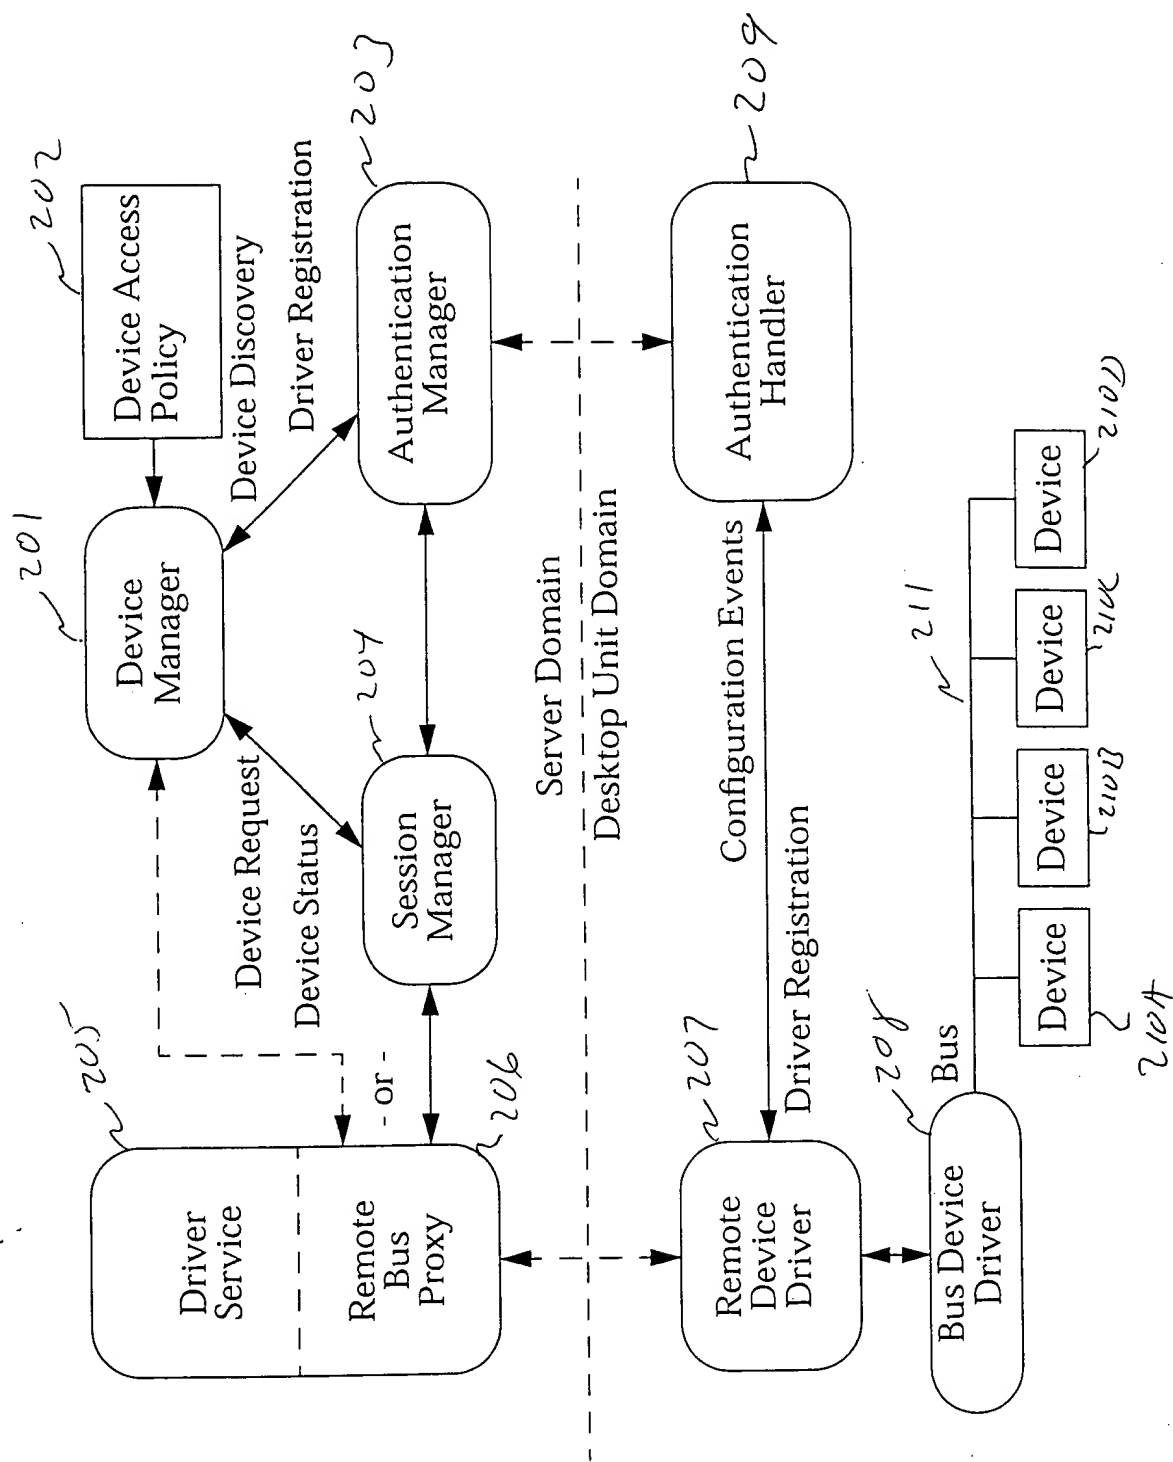 202
Device Access
Policy
201
Device
Manager
Device Discovery
Driver Registration
203
Authentication
Manager
Device Request
Device Status
204
Session
Manager
205
Driver
Service
- or -
206
Remote
Bus
Proxy
Server Domain
Desktop Unit Domain
209
Authentication
Handler
Configuration Events
Driver Registration
207
Remote
Device
Driver
208
Bus Device
Driver
Bus
211
Device
210A
Device
210B
Device
210C
Device
210D